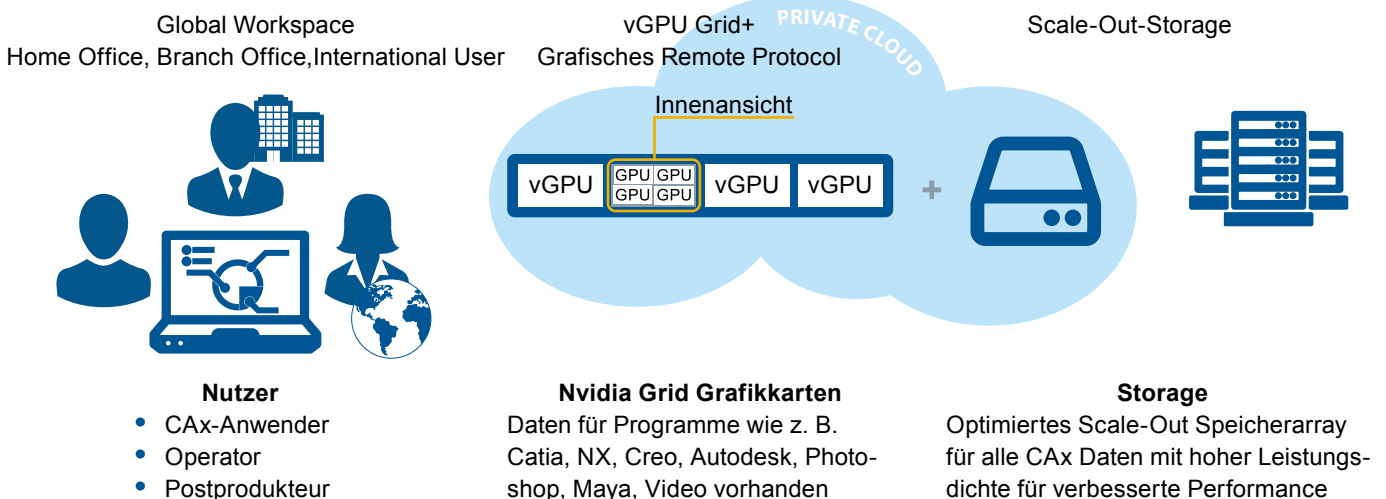 Global Workspace
Home Office, Branch Office,International User
vGPU Grid+
Grafisches Remote Protocol
PRIVATE CLOUD
Scale-Out-Storage
Innenansicht
vGPU
GPU GPU
GPU GPU
vGPU
vGPU
+
Nutzer
• CAx-Anwender
• Operator
• Postprodukteur
Nvidia Grid Grafikkarten
Daten für Programme wie z. B.
Catia, NX, Creo, Autodesk, Photo-
shop, Maya, Video vorhanden
Storage
Optimiertes Scale-Out Speicherarray
für alle CAx Daten mit hoher Leistungs-
dichte für verbesserte Performance